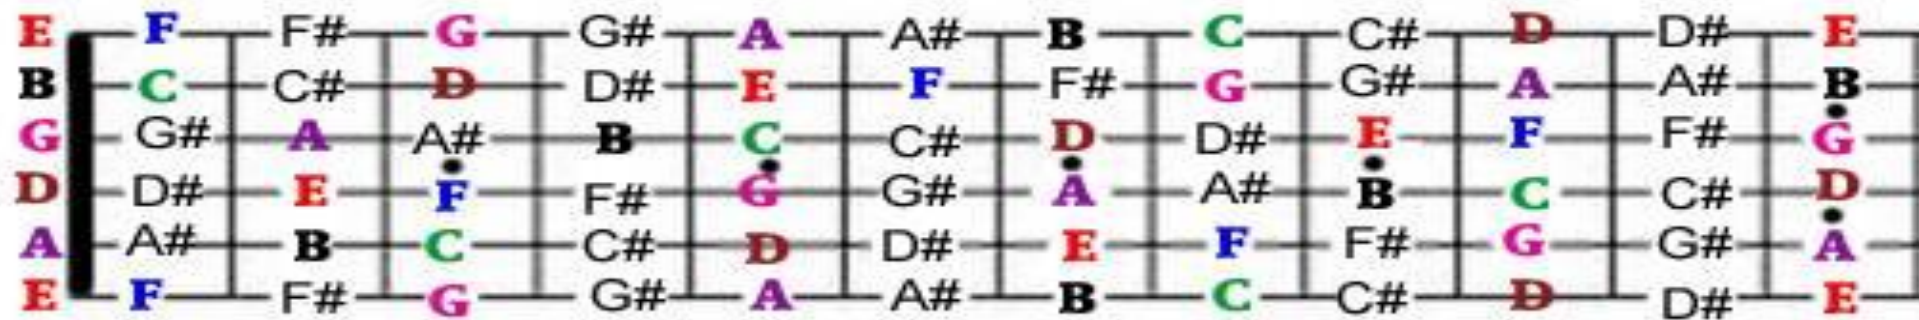 E F F# G G# A A# B C C# D D# E
B C C# D D# E F F# G G# A A# B
G G# A A# B C C# D D# E F F# G
D D# E F F# G G# A A# B C C# D
A A# B C C# D D# E F F# G G# A
E F F# G G# A A# B C C# D D# E